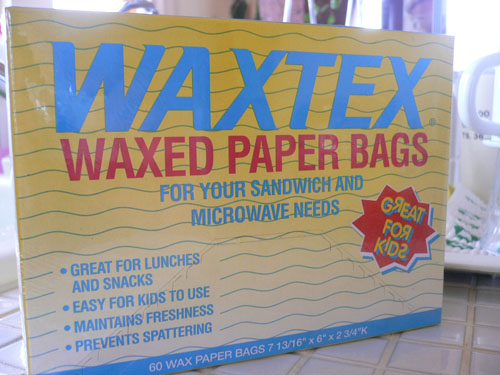 WAXTEX®
WAXED PAPER BAGS
FOR YOUR SANDWICH AND
MICROWAVE NEEDS
GREAT
FOR
KIDS
• GREAT FOR LUNCHES
AND SNACKS
• EASY FOR KIDS TO USE
• MAINTAINS FRESHNESS
• PREVENTS SPATTERING
60 WAX PAPER BAGS 7 13/16" x 6" x 2 3/4"K